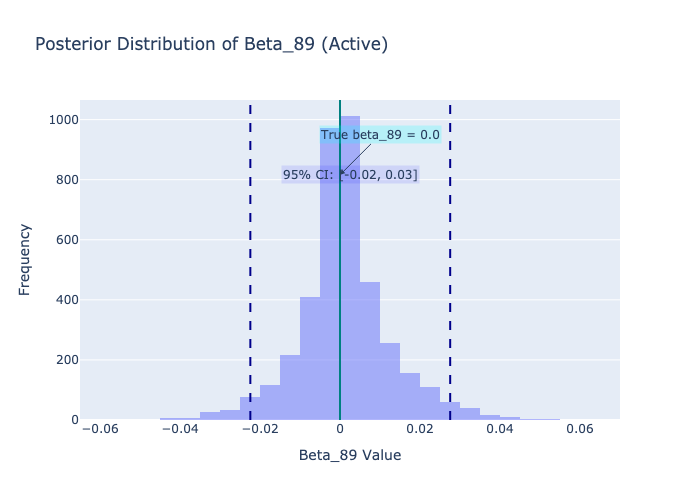 Posterior Distribution of Beta_89 (Active)
1000
800
600
400
200
0
Frequency
True beta_89 = 0.0
95% CI: [-0.02, 0.03]
−0.06
−0.04
−0.02
0
0.02
0.04
0.06
Beta_89 Value